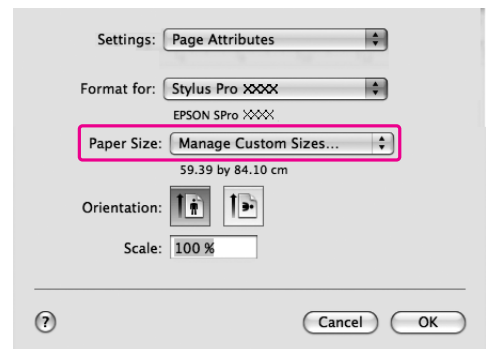 Settings: Page Attributes
Format for: Stylus Pro XXXX
EPSON SPro XXXX
Paper Size: Manage Custom Sizes...
59.39 by 84.10 cm
Orientation:
Scale: 100 %
? Cancel OK